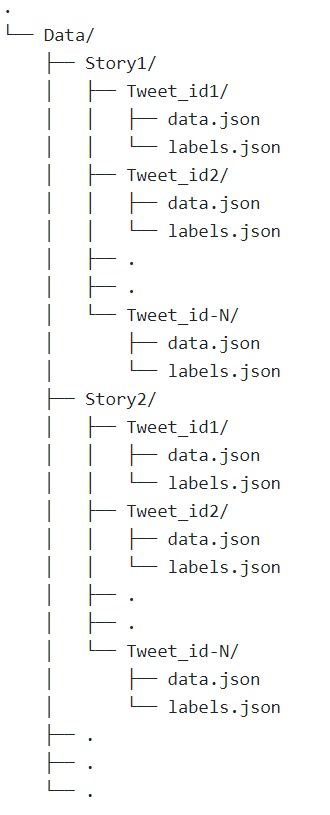 .
└── Data/
    ├── Story1/
    │   ├── Tweet_id1/
    │   │   ├── data.json
    │   │   └── labels.json
    │   ├── Tweet_id2/
    │   │   ├── data.json
    │   │   └── labels.json
    │   ├── .
    │   ├── .
    │   └── Tweet_id-N/
    │       ├── data.json
    │       └── labels.json
    ├── Story2/
    │   ├── Tweet_id1/
    │   │   ├── data.json
    │   │   └── labels.json
    │   ├── Tweet_id2/
    │   │   ├── data.json
    │   │   └── labels.json
    │   ├── .
    │   ├── .
    │   └── Tweet_id-N/
    │       ├── data.json
    │       └── labels.json
    ├── .
    ├── .
    └── .